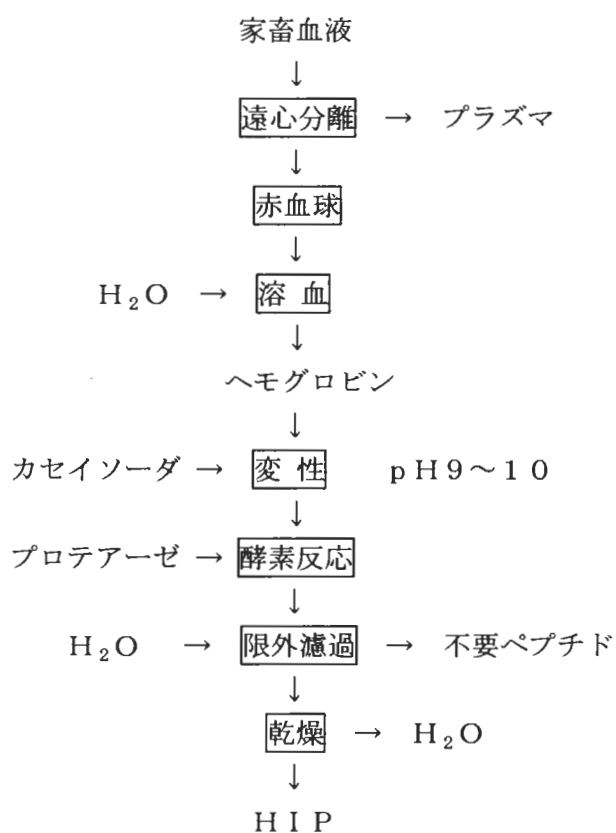 家畜血液
↓
遠心分離 → プラズマ
↓
赤血球
↓
H₂O → 溶血
↓
ヘモグロビン
↓
カセイソーダ → 変性 pH9~10
↓
プロテアーゼ → 酵素反応
↓
H₂O → 限外濾過 → 不要ペプチド
↓
乾燥 → H₂O
↓
HIP